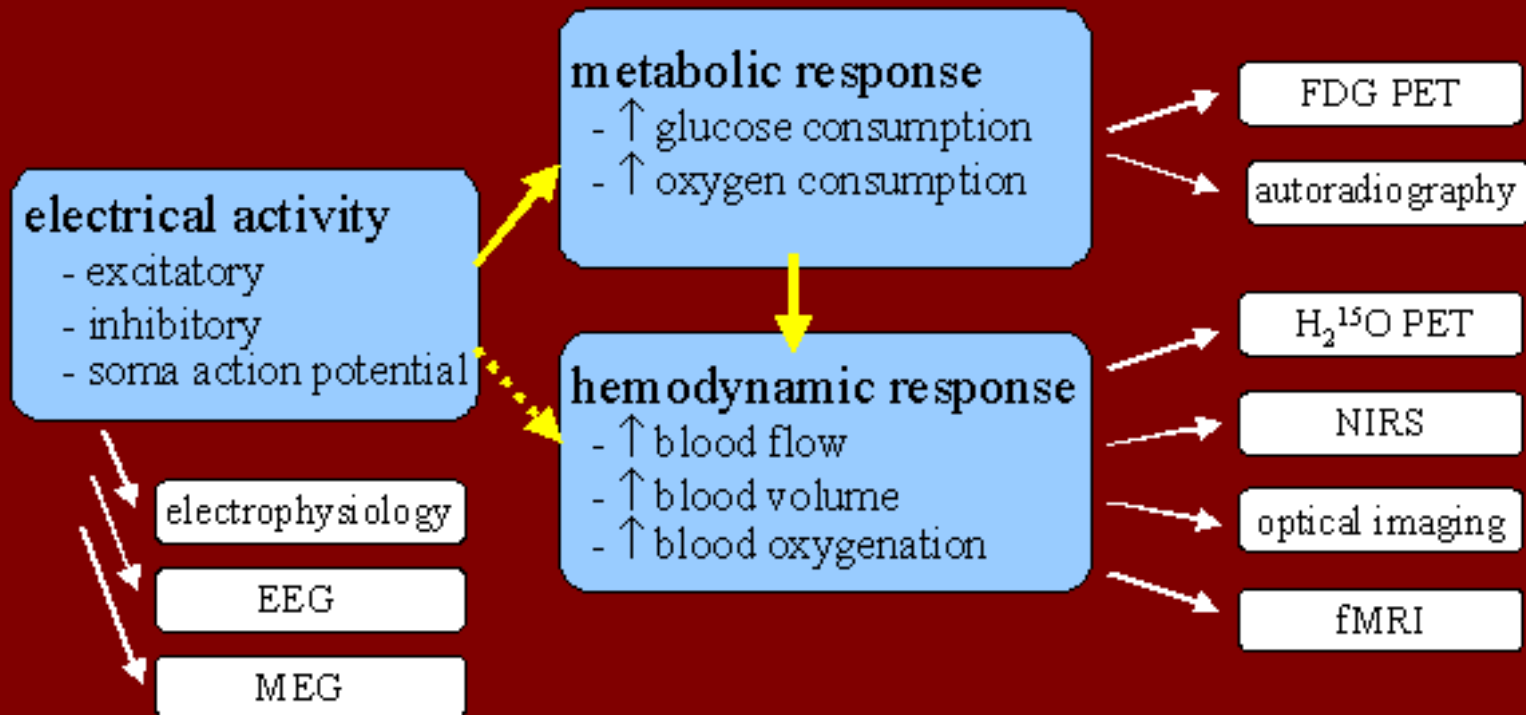 electrical activity
- excitatory
- inhibitory
- soma action potential
electrophysiology
EEG
MEG
metabolic response
- ↑ glucose consumption
- ↑ oxygen consumption
hemodynamic response
- ↑ blood flow
- ↑ blood volume
- ↑ blood oxygenation
FDG PET
autoradiography
H₂¹⁵O PET
NIRS
optical imaging
fMRI